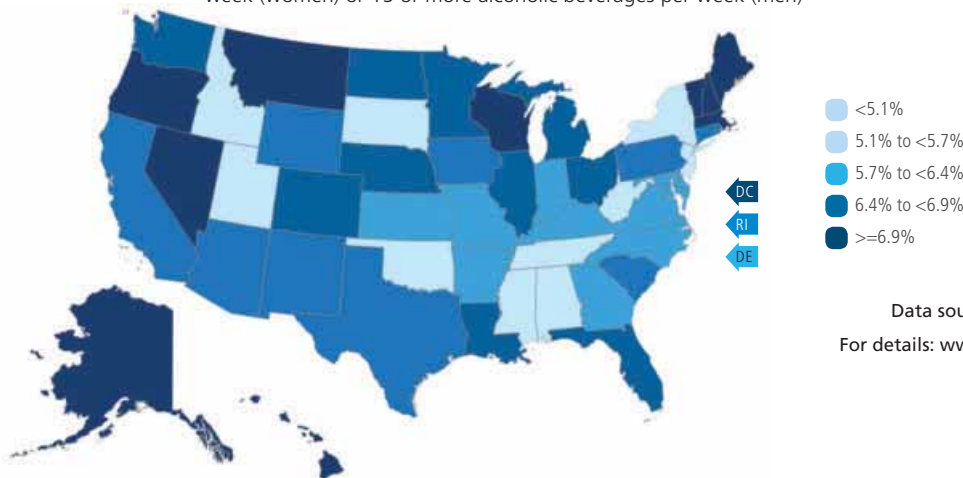 week (women) or 15 or more alcoholic beverages per week (men)
<5.1%
5.1% to <5.7%
5.7% to <6.4%
6.4% to <6.9%
>=6.9%
DC
RI
DE
Data sou
For details: ww